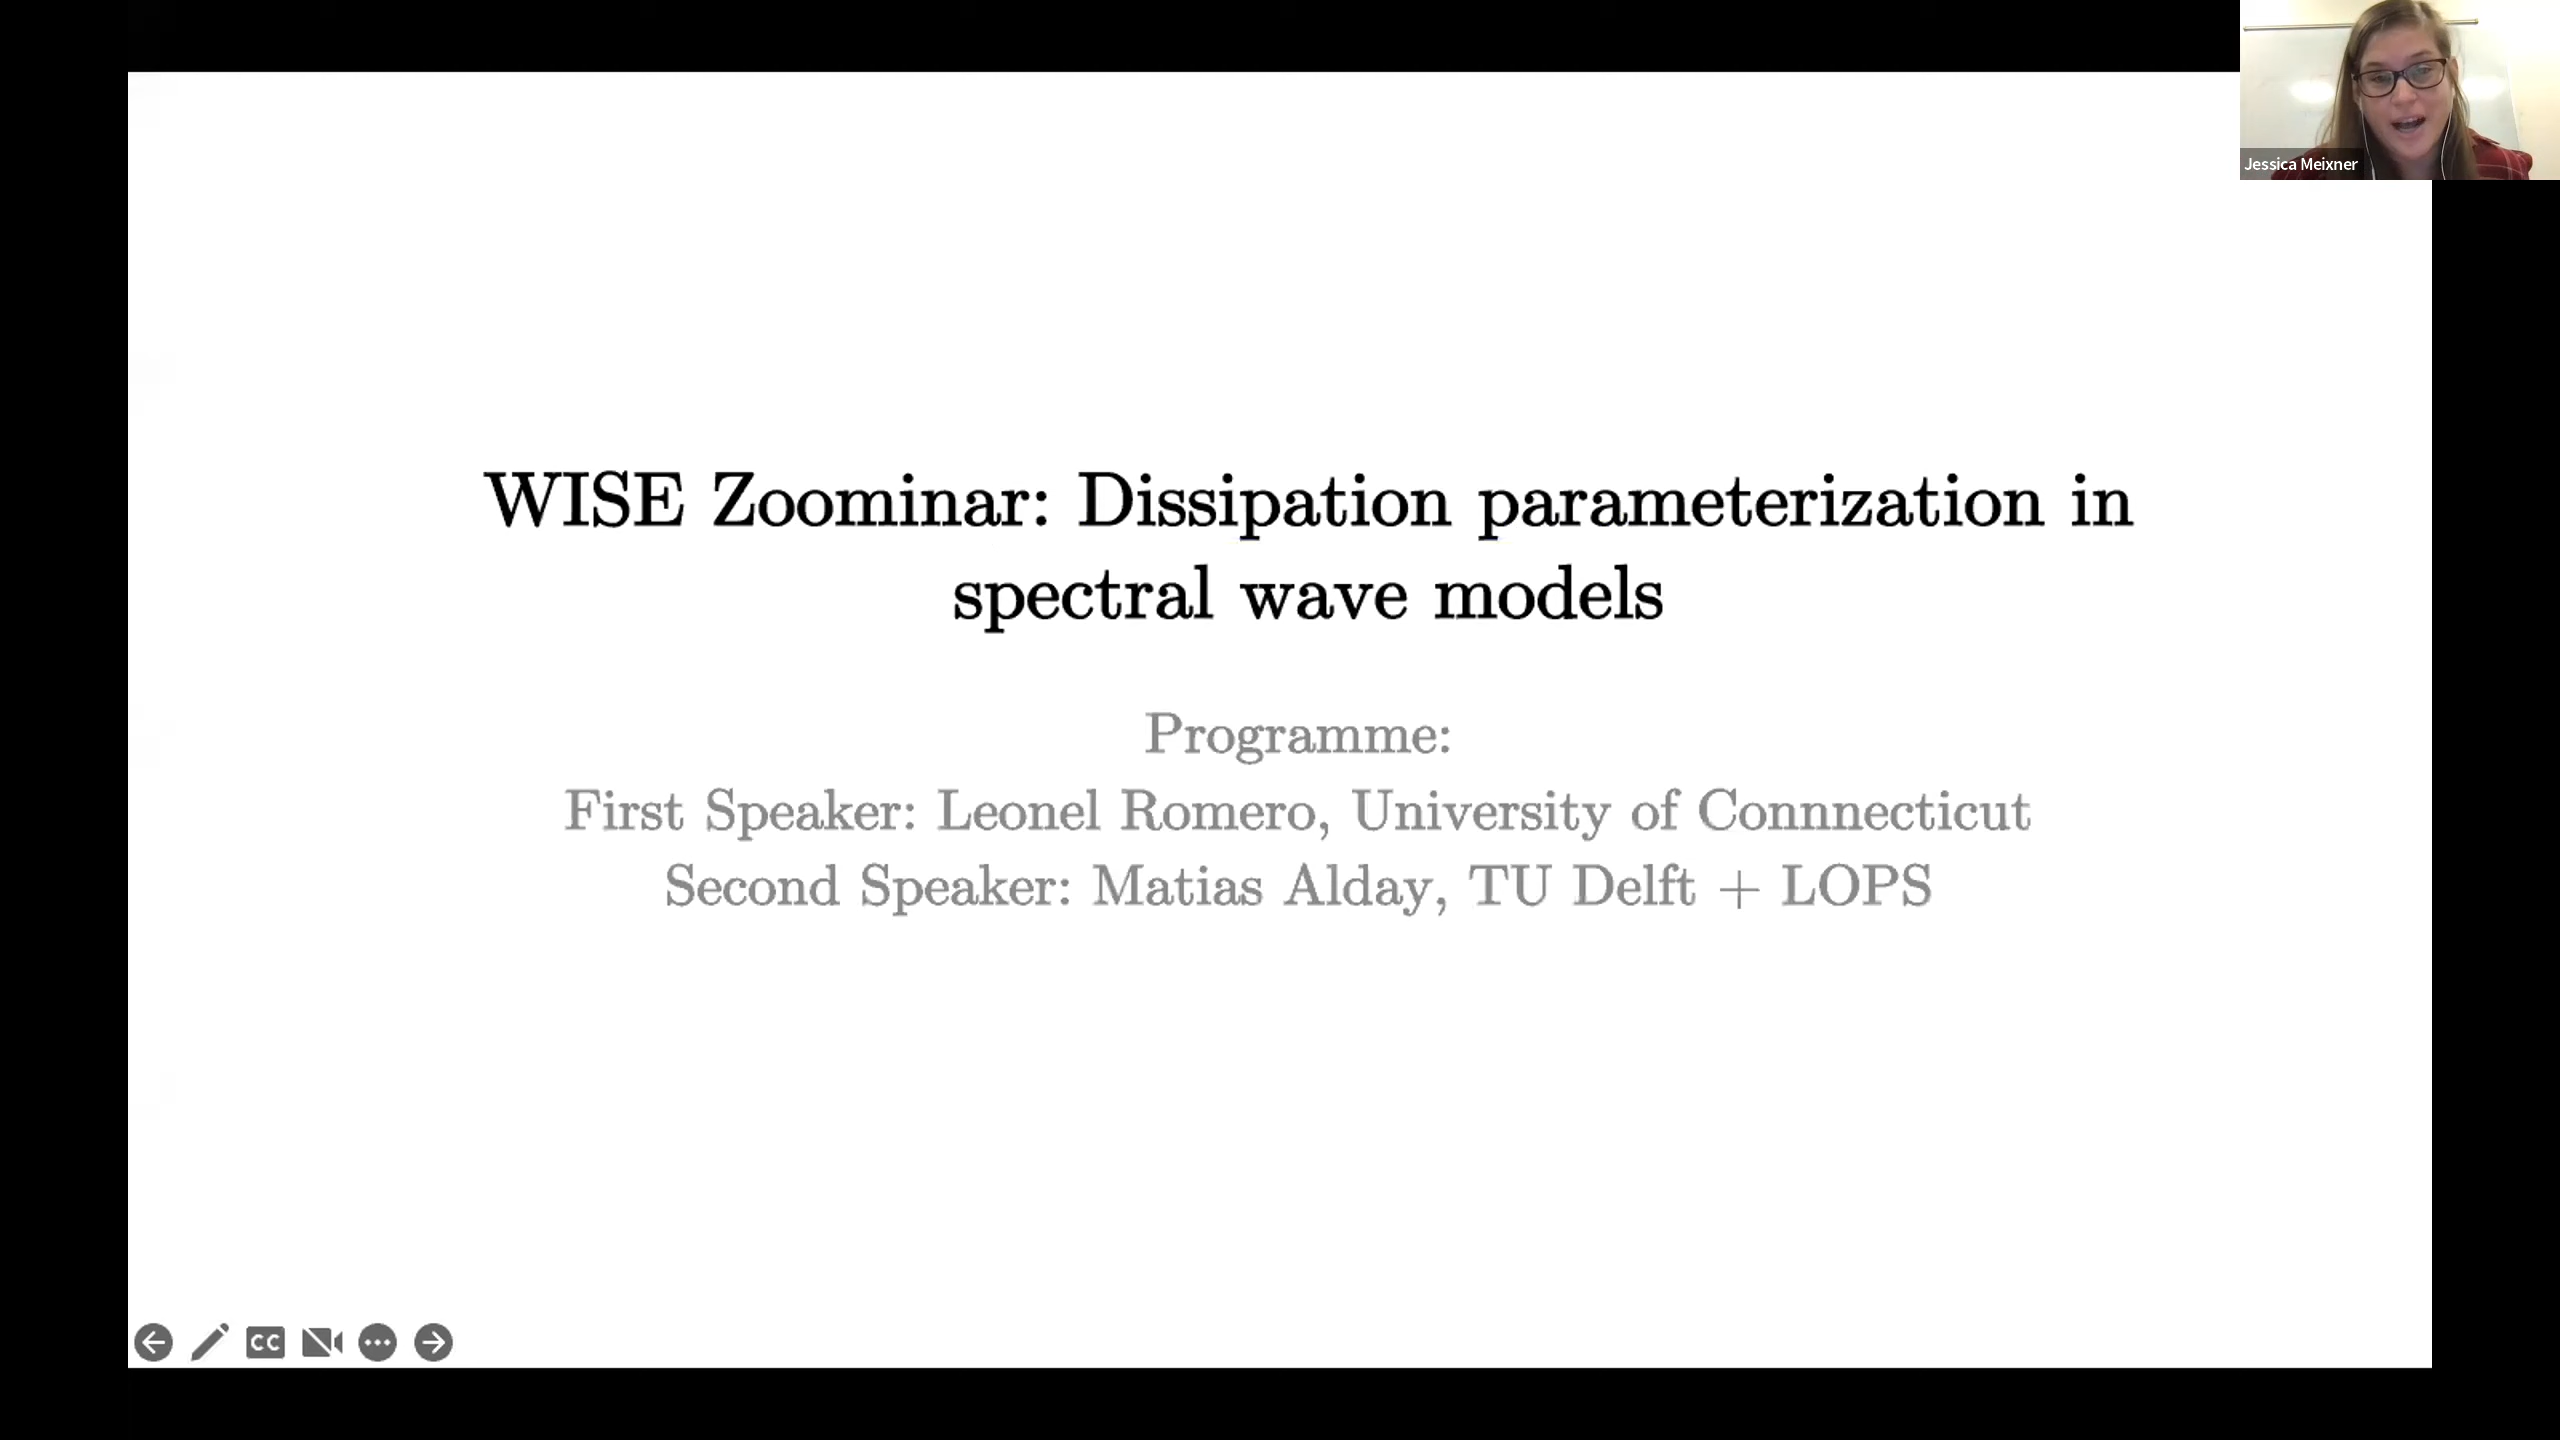 Jessica Meixner
WISE Zoominar: Dissipation parameterization in
spectral wave models
Programme:
First Speaker: Leonel Romero, University of Connnecticut
Second Speaker: Matias Alday, TU Delft + LOPS
CC